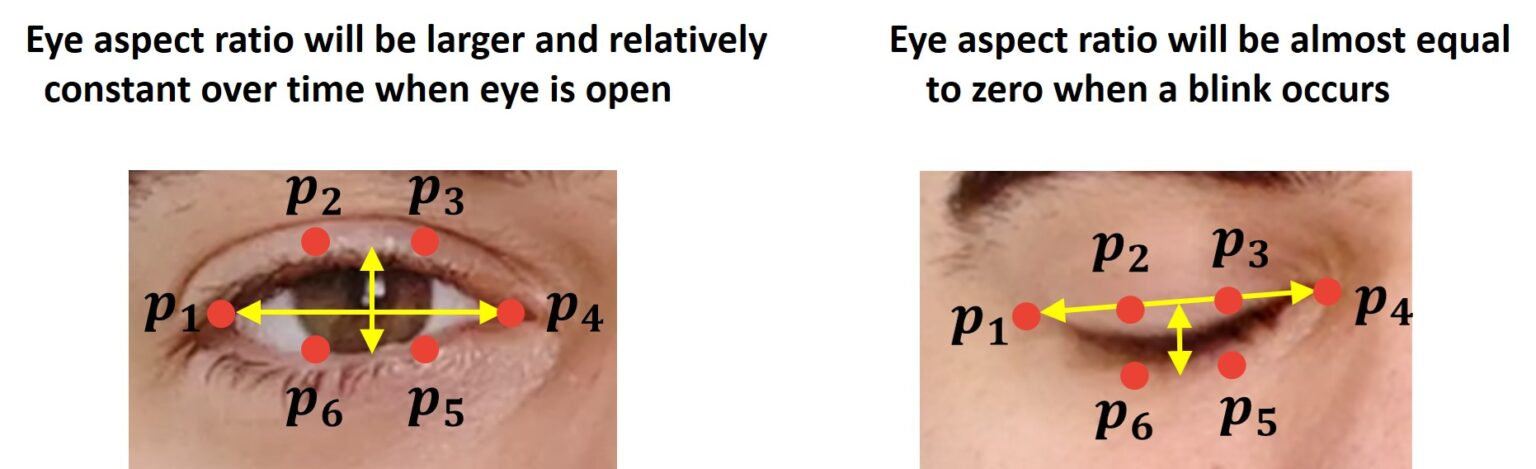 Eye aspect ratio will be larger and relatively
constant over time when eye is open
Eye aspect ratio will be almost equal
to zero when a blink occurs
p2 p3
p1 p4
p6 p5
p2 p3
p1 p4
p6 p5